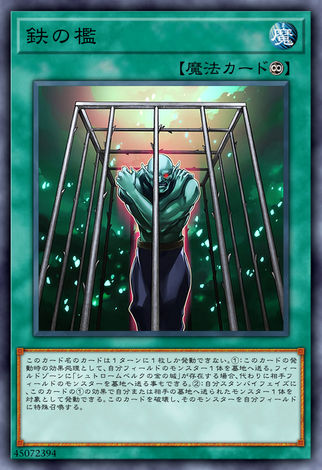 鉄の檻
魔
【魔法カード♾】
このカード名のカードは１ターンに１枚しか発動できない。①：このカードの発
動時の効果処理として、自分フィールドのモンスター１体を墓地へ送る。フィー
ルドゾーンに「シュトロームベルクの金の城」が存在する場合、代わりに相手
フィールドのモンスターを墓地へ送る事もできる。②：自分スタンバイフェイズに
、このカードの①の効果で自分または相手の墓地へ送られたモンスター１体を
対象として発動できる。このカードを破壊し、そのモンスターを自分フィールド
に特殊召喚する。
45072394